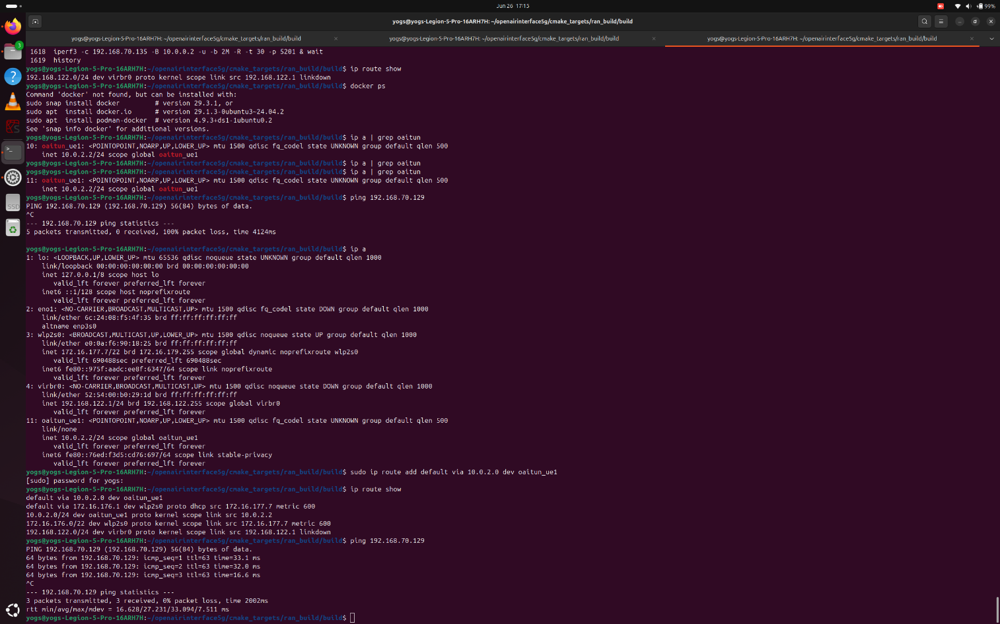 Jun 26 17:15
99%
yogs@yogs-Legion-5-Pro-16ARH7H: ~/openairinterface5g/cmake_targets/ran_build/build
yogs@yogs-Legion-5-Pro-16ARH7H: ~/openairinterface5g/cmake_targets/ran_build/build
yogs@yogs-Legion-5-Pro-16ARH7H: ~/openairinterface5g/cmake_targets/ran_build/build
yogs@yogs-Legion-5-Pro-16ARH7H: ~/openairinterface5g/cmake_targets/ran_build/build
3
SSD
1618  iperf3 -c 192.168.70.135 -B 10.0.0.2 -u -b 2M -R -t 30 -p 5201 & wait
1619  history
yogs@yogs-Legion-5-Pro-16ARH7H:~/openairinterface5g/cmake_targets/ran_build/build$ ip route show
192.168.122.0/24 dev virbr0 proto kernel scope link src 192.168.122.1 linkdown
yogs@yogs-Legion-5-Pro-16ARH7H:~/openairinterface5g/cmake_targets/ran_build/build$ docker ps
Command 'docker' not found, but can be installed with:
sudo snap install docker         # version 29.3.1, or
sudo apt  install docker.io      # version 29.1.3-0ubuntu3~24.04.2
sudo apt  install podman-docker  # version 4.9.3+ds1-1ubuntu0.2
See 'snap info docker' for additional versions.
yogs@yogs-Legion-5-Pro-16ARH7H:~/openairinterface5g/cmake_targets/ran_build/build$ ip a | grep oaitun
10: oaitun_ue1: <POINTOPOINT,NOARP,UP,LOWER_UP> mtu 1500 qdisc fq_codel state UNKNOWN group default qlen 500
    inet 10.0.2.2/24 scope global oaitun_ue1
yogs@yogs-Legion-5-Pro-16ARH7H:~/openairinterface5g/cmake_targets/ran_build/build$ ip a | grep oaitun
yogs@yogs-Legion-5-Pro-16ARH7H:~/openairinterface5g/cmake_targets/ran_build/build$ ip a | grep oaitun
11: oaitun_ue1: <POINTOPOINT,NOARP,UP,LOWER_UP> mtu 1500 qdisc fq_codel state UNKNOWN group default qlen 500
    inet 10.0.2.2/24 scope global oaitun_ue1
yogs@yogs-Legion-5-Pro-16ARH7H:~/openairinterface5g/cmake_targets/ran_build/build$ ping 192.168.70.129
PING 192.168.70.129 (192.168.70.129) 56(84) bytes of data.
^C
--- 192.168.70.129 ping statistics ---
5 packets transmitted, 0 received, 100% packet loss, time 4124ms

yogs@yogs-Legion-5-Pro-16ARH7H:~/openairinterface5g/cmake_targets/ran_build/build$ ip a
1: lo: <LOOPBACK,UP,LOWER_UP> mtu 65536 qdisc noqueue state UNKNOWN group default qlen 1000
    link/loopback 00:00:00:00:00:00 brd 00:00:00:00:00:00
    inet 127.0.0.1/8 scope host lo
       valid_lft forever preferred_lft forever
    inet6 ::1/128 scope host noprefixroute
       valid_lft forever preferred_lft forever
2: eno1: <NO-CARRIER,BROADCAST,MULTICAST,UP> mtu 1500 qdisc fq_codel state DOWN group default qlen 1000
    link/ether 6c:24:08:f5:4f:35 brd ff:ff:ff:ff:ff:ff
    altname enp3s0
3: wlp2s0: <BROADCAST,MULTICAST,UP,LOWER_UP> mtu 1500 qdisc noqueue state UP group default qlen 1000
    link/ether e0:0a:f6:90:18:25 brd ff:ff:ff:ff:ff:ff
    inet 172.16.177.7/22 brd 172.16.179.255 scope global dynamic noprefixroute wlp2s0
       valid_lft 690488sec preferred_lft 690488sec
    inet6 fe80::975f:aadc:ee8f:6347/64 scope link noprefixroute
       valid_lft forever preferred_lft forever
4: virbr0: <NO-CARRIER,BROADCAST,MULTICAST,UP> mtu 1500 qdisc noqueue state DOWN group default qlen 1000
    link/ether 52:54:00:b0:29:1d brd ff:ff:ff:ff:ff:ff
    inet 192.168.122.1/24 brd 192.168.122.255 scope global virbr0
       valid_lft forever preferred_lft forever
11: oaitun_ue1: <POINTOPOINT,NOARP,UP,LOWER_UP> mtu 1500 qdisc fq_codel state UNKNOWN group default qlen 500
    link/none
    inet 10.0.2.2/24 scope global oaitun_ue1
       valid_lft forever preferred_lft forever
    inet6 fe80::76ed:f3d5:cd76:697/64 scope link stable-privacy
       valid_lft forever preferred_lft forever
yogs@yogs-Legion-5-Pro-16ARH7H:~/openairinterface5g/cmake_targets/ran_build/build$ sudo ip route add default via 10.0.2.0 dev oaitun_ue1
[sudo] password for yogs:
yogs@yogs-Legion-5-Pro-16ARH7H:~/openairinterface5g/cmake_targets/ran_build/build$ ip route show
default via 10.0.2.0 dev oaitun_ue1
default via 172.16.176.1 dev wlp2s0 proto dhcp src 172.16.177.7 metric 600
10.0.2.0/24 dev oaitun_ue1 proto kernel scope link src 10.0.2.2
172.16.176.0/22 dev wlp2s0 proto kernel scope link src 172.16.177.7 metric 600
192.168.122.0/24 dev virbr0 proto kernel scope link src 192.168.122.1 linkdown
yogs@yogs-Legion-5-Pro-16ARH7H:~/openairinterface5g/cmake_targets/ran_build/build$ ping 192.168.70.129
PING 192.168.70.129 (192.168.70.129) 56(84) bytes of data.
64 bytes from 192.168.70.129: icmp_seq=1 ttl=63 time=33.1 ms
64 bytes from 192.168.70.129: icmp_seq=2 ttl=63 time=32.0 ms
64 bytes from 192.168.70.129: icmp_seq=3 ttl=63 time=16.6 ms
^C
--- 192.168.70.129 ping statistics ---
3 packets transmitted, 3 received, 0% packet loss, time 2002ms
rtt min/avg/max/mdev = 16.628/27.231/33.094/7.511 ms
yogs@yogs-Legion-5-Pro-16ARH7H:~/openairinterface5g/cmake_targets/ran_build/build$